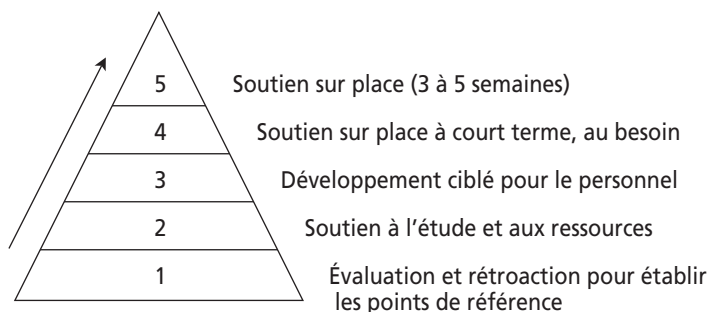 5 Soutien sur place (3 à 5 semaines)
4 Soutien sur place à court terme, au besoin
3 Développement ciblé pour le personnel
2 Soutien à l'étude et aux ressources
1 Évaluation et rétroaction pour établir
les points de référence